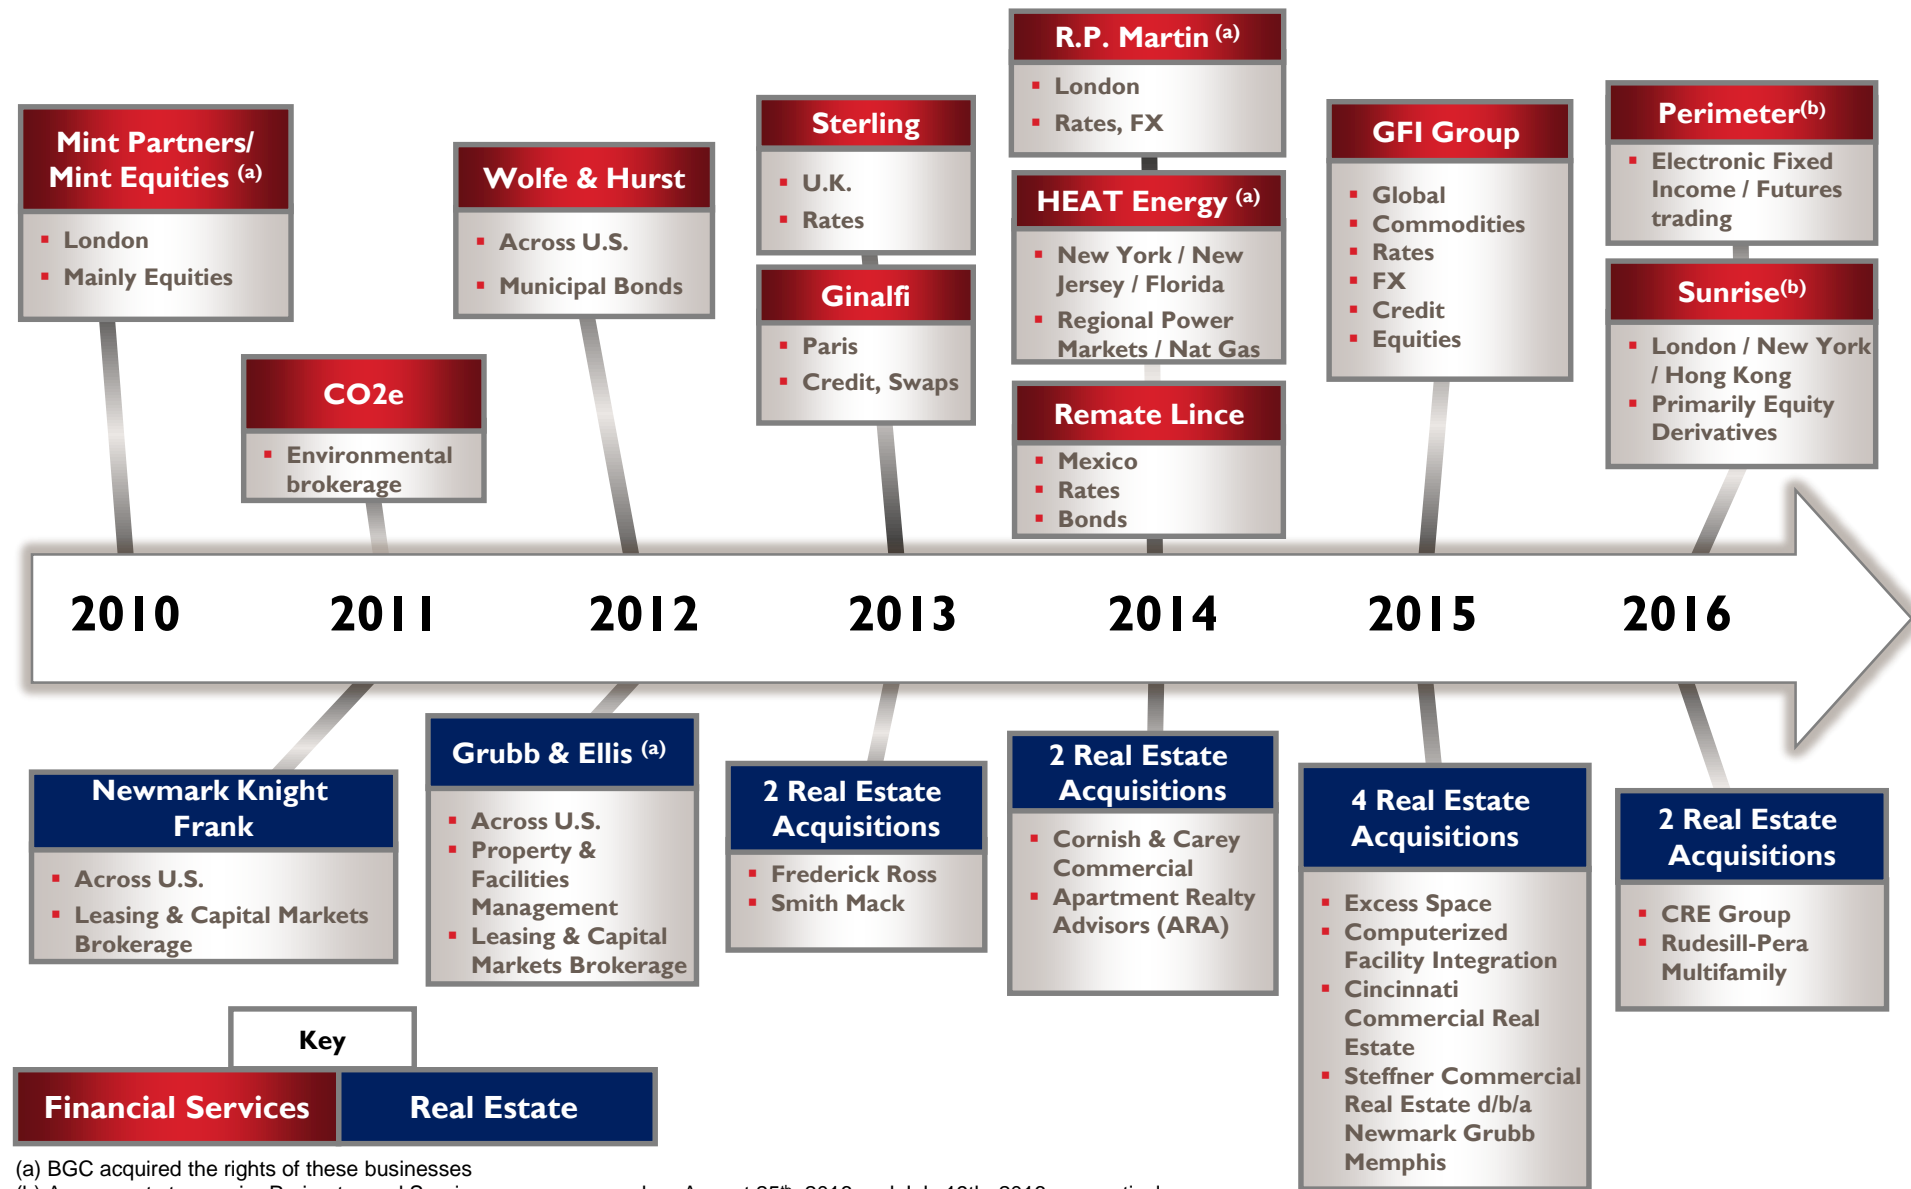 Mint Partners/
Mint Equities (a)
London
Mainly Equities
CO2e
Environmental
brokerage
Wolfe & Hurst
Across U.S.
Municipal Bonds
Sterling
U.K.
Rates
Ginalfi
Paris
Credit, Swaps
R.P. Martin (a)
London
Rates, FX
HEAT Energy (a)
New York / New
Jersey / Florida
Regional Power
Markets / Nat Gas
Remate Lince
Mexico
Rates
Bonds
GFI Group
Global
Commodities
Rates
FX
Credit
Equities
Perimeter(b)
Electronic Fixed
Income / Futures
trading
Sunrise(b)
London / New York
/ Hong Kong
Primarily Equity
Derivatives
2010 2011 2012 2013 2014 2015 2016
Newmark Knight
Frank
Across U.S.
Leasing & Capital Markets
Brokerage
Grubb & Ellis (a)
Across U.S.
Property &
Facilities
Management
Leasing & Capital
Markets Brokerage
2 Real Estate
Acquisitions
Frederick Ross
Smith Mack
2 Real Estate
Acquisitions
Cornish & Carey
Commercial
Apartment Realty
Advisors (ARA)
4 Real Estate
Acquisitions
Excess Space
Computerized
Facility Integration
Cincinnati
Commercial Real
Estate
Steffner Commercial
Real Estate d/b/a
Newmark Grubb
Memphis
2 Real Estate
Acquisitions
CRE Group
Rudesill-Pera
Multifamily
Key
Financial Services
Real Estate
(a) BGC acquired the rights of these businesses